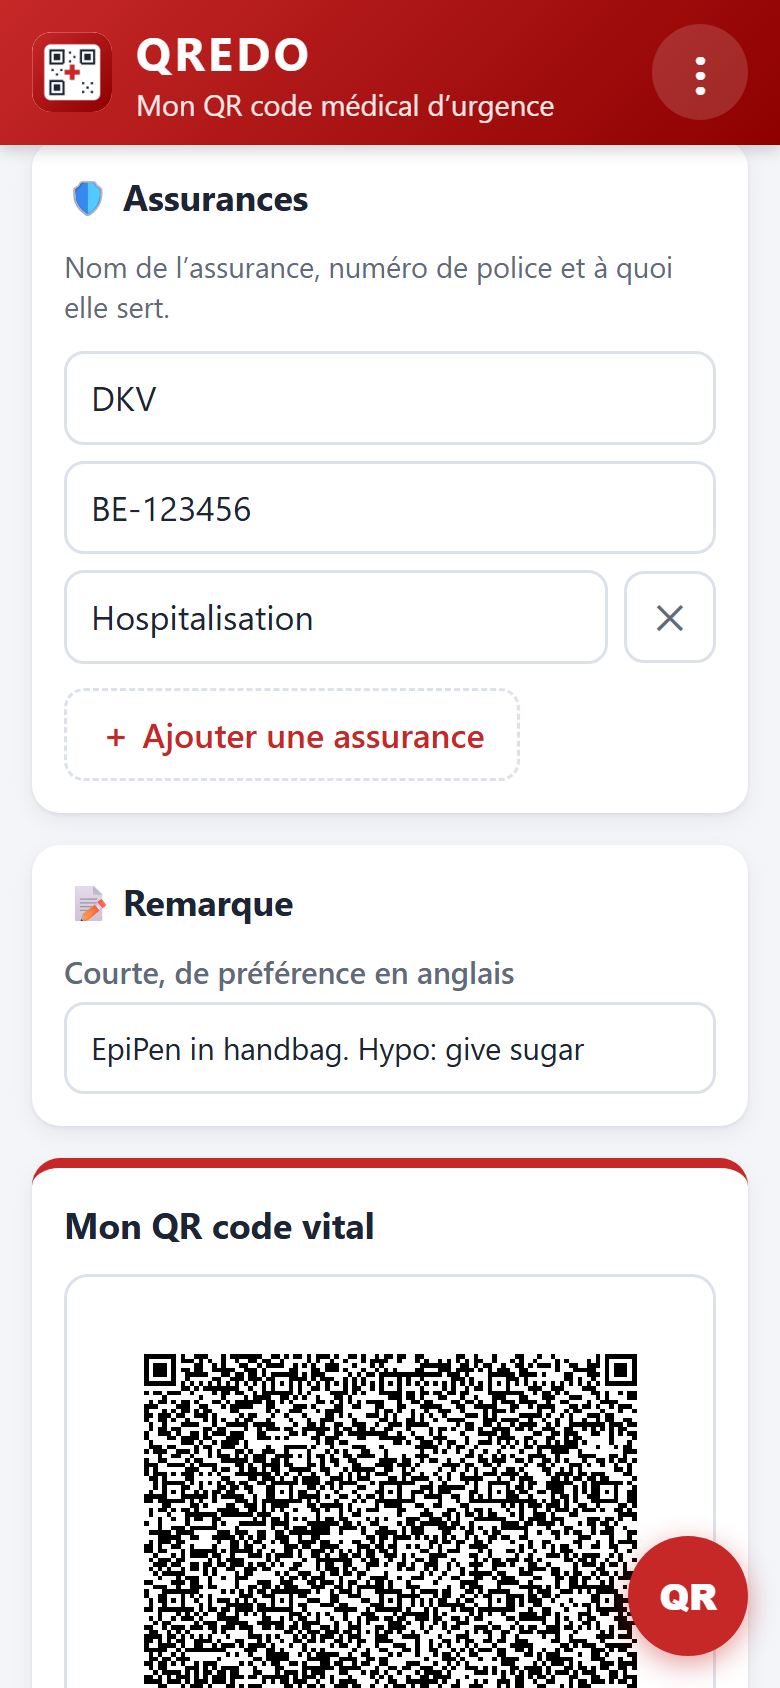 QREDO
Mon QR code médical d’urgence
Assurances
Nom de l’assurance, numéro de police et à quoi
elle sert.
DKV
BE-123456
Hospitalisation
+ Ajouter une assurance
Remarque
Courte, de préférence en anglais
EpiPen in handbag. Hypo: give sugar
Mon QR code vital
QR